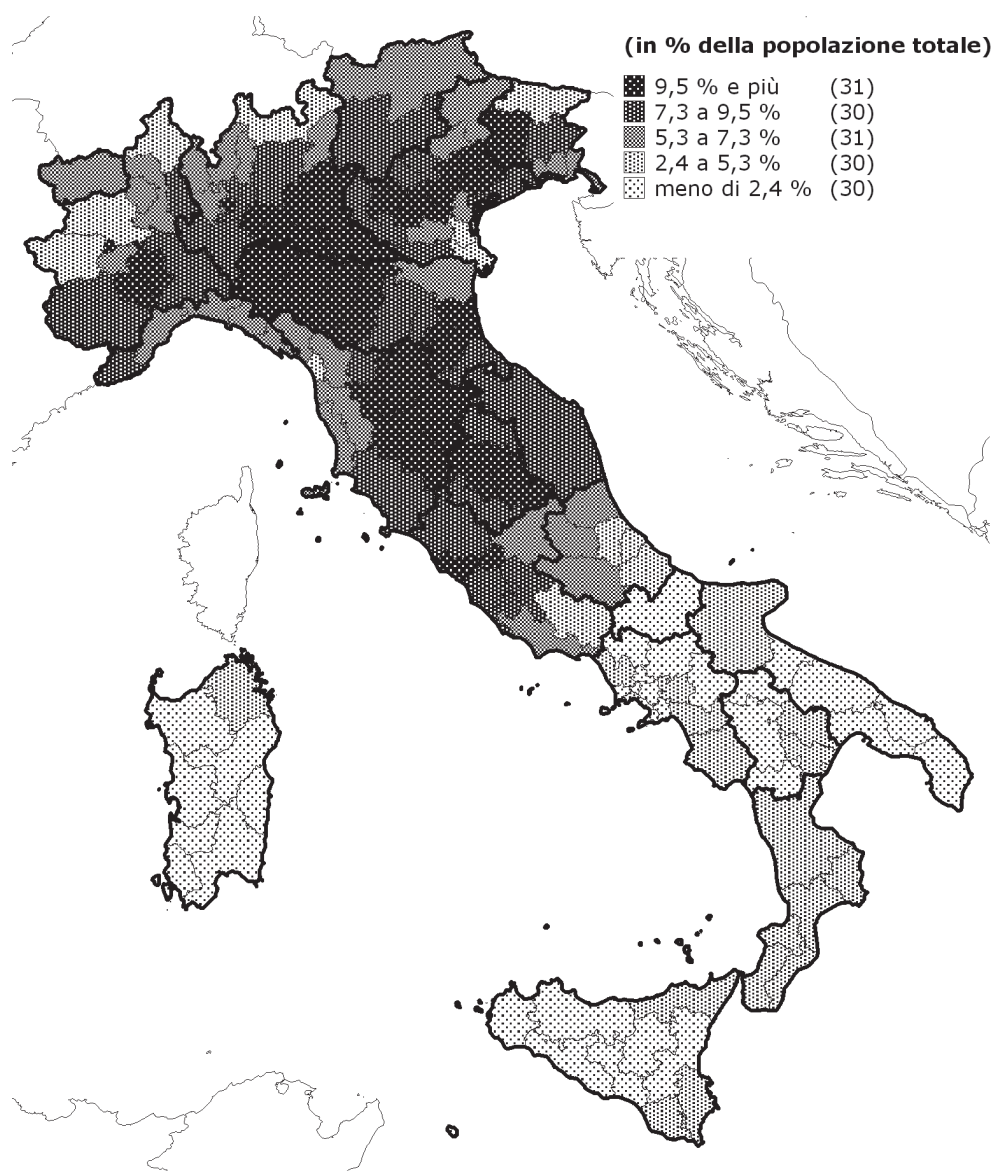 (in % della popolazione totale)
9,5 % e più (31)
7,3 a 9,5 % (30)
5,3 a 7,3 % (31)
2,4 a 5,3 % (30)
meno di 2,4 % (30)